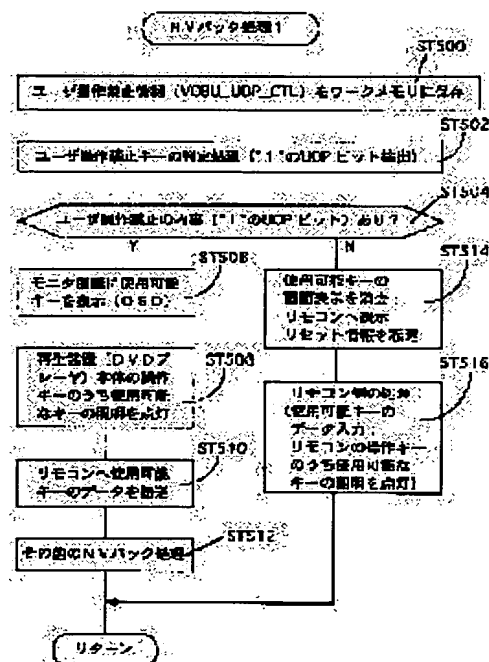 NVパック処理1
ST500
ユーザ操作禁止情報 (VOBU_UOP_CTL) をワークメモリに保存
ST502
ユーザ操作禁止キーの判定処理 ("1"のUOPビット検出)
ST504
ユーザ操作禁止の内容 ("1"のUOPビット) あり?
Y
N
ST506
モニタ画面に使用可能
キーを表示 (OSD)
ST508
再生装置 (DVDプ
レーヤ) 本体の操作
キーのうち使用可能
なキーの照明を点灯
ST510
リモコンへ使用可能
キーのデータを転送
ST512
その他のNVパック処理
ST514
使用可能キーの
画面表示を消去
リモコンへ表示
リセット情報を
ST516
リモコン側の処理
(使用可能キーの
データ入力
リモコンの操作キー
のうち使用可能な
キーの照明を点灯)
リターン